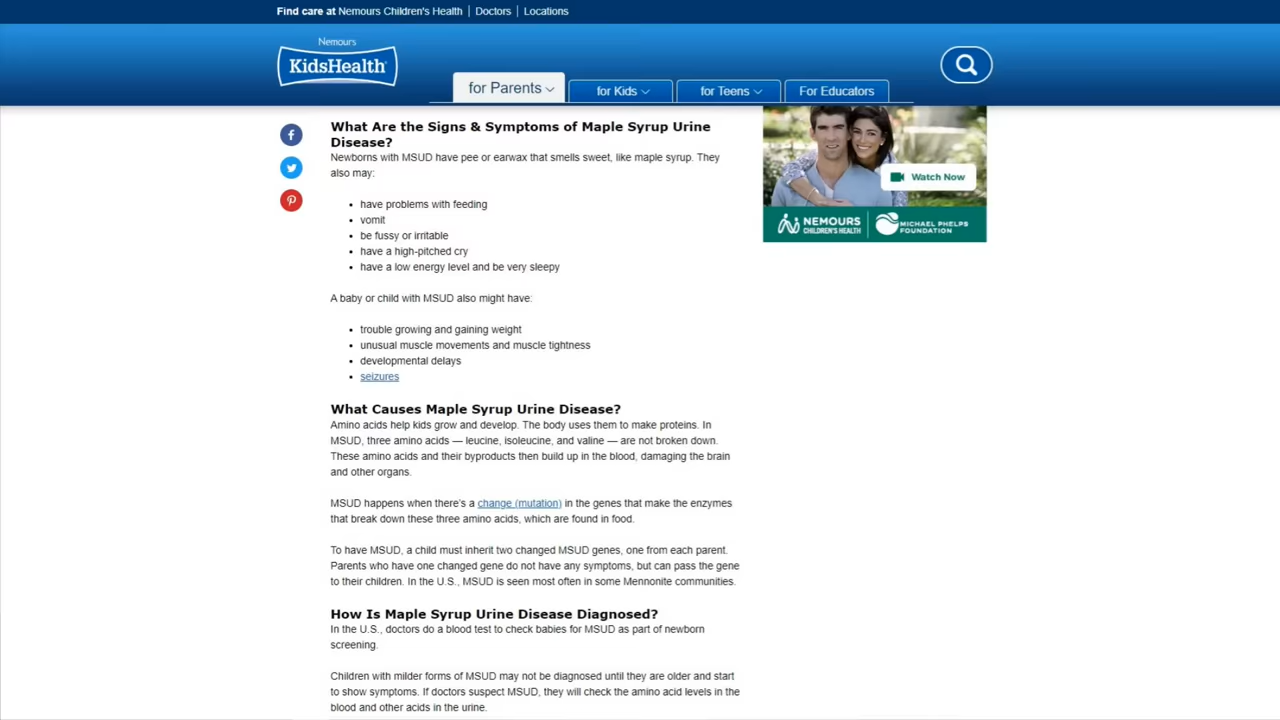 Find care at Nemours Children's Health | Doctors | Locations
Nemours
KidsHealth®
for Parents
for Kids
for Teens
For Educators
What Are the Signs & Symptoms of Maple Syrup Urine
Disease?
Newborns with MSUD have pee or earwax that smells sweet, like maple syrup. They
also may:
• have problems with feeding
• vomit
• be fussy or irritable
• have a high-pitched cry
• have a low energy level and be very sleepy
A baby or child with MSUD also might have:
• trouble growing and gaining weight
• unusual muscle movements and muscle tightness
• developmental delays
• seizures
What Causes Maple Syrup Urine Disease?
Amino acids help kids grow and develop. The body uses them to make proteins. In
MSUD, three amino acids — leucine, isoleucine, and valine — are not broken down.
These amino acids and their byproducts then build up in the blood, damaging the brain
and other organs.
MSUD happens when there's a change (mutation) in the genes that make the enzymes
that break down these three amino acids, which are found in food.
To have MSUD, a child must inherit two changed MSUD genes, one from each parent.
Parents who have one changed gene do not have any symptoms, but can pass the gene
to their children. In the U.S., MSUD is seen most often in some Mennonite communities.
How Is Maple Syrup Urine Disease Diagnosed?
In the U.S., doctors do a blood test to check babies for MSUD as part of newborn
screening.
Children with milder forms of MSUD may not be diagnosed until they are older and start
to show symptoms. If doctors suspect MSUD, they will check the amino acid levels in the
blood and other acids in the urine.
Watch Now
NEMOURS
CHILDREN'S HEALTH
MICHAEL PHELPS
FOUNDATION